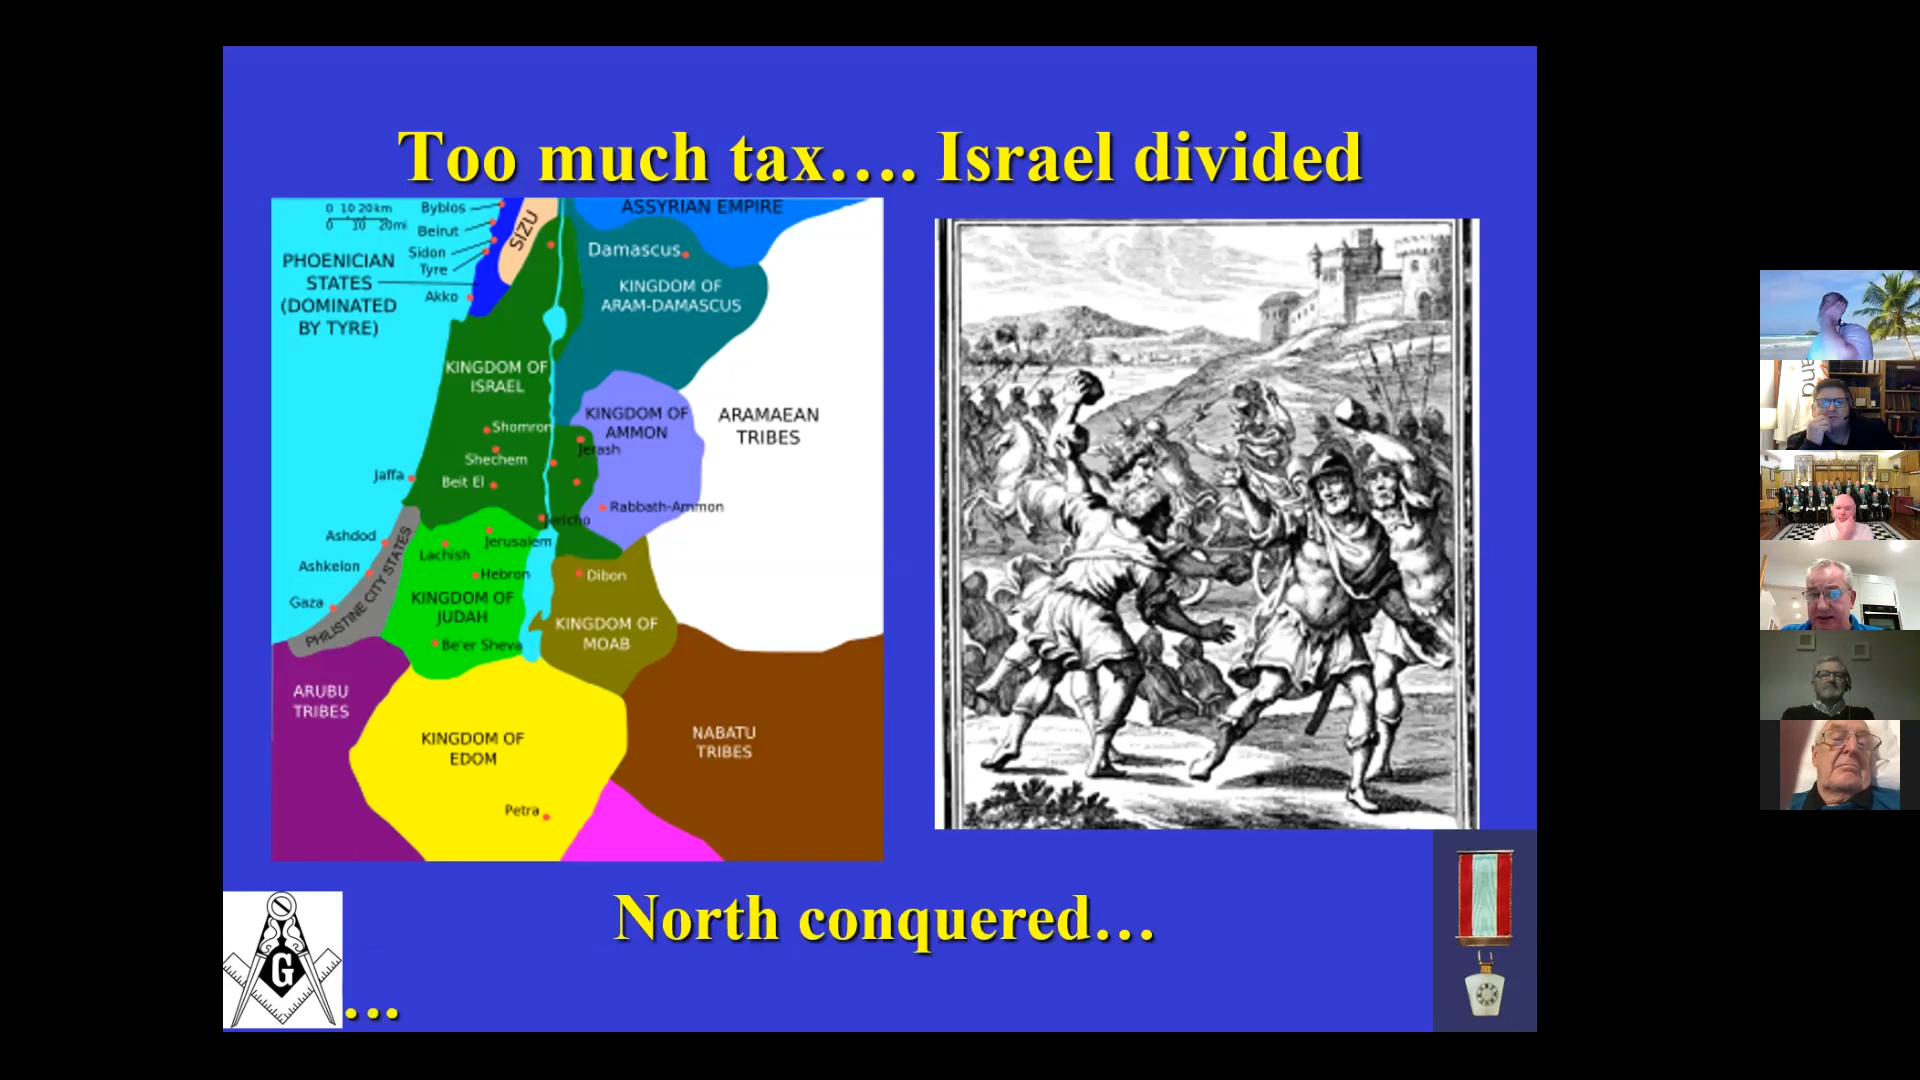 Too much tax.... Israel divided
0 10 20km
0 10 20mi
Byblos
Beirut
Sidon
Tyre
Akko
SIZU
ASSYRIAN EMPIRE
Damascus
PHOENICIAN
STATES
(DOMINATED
BY TYRE)
KINGDOM OF
ARAM-DAMASCUS
KINGDOM OF
ISRAEL
KINGDOM OF
AMMON
ARAMAEAN
TRIBES
Shomron
Jerash
Shechem
Jaffa
Beit El
Rabbath-Ammon
Jericho
Ashdod
Jerusalem
Lachish
Ashkelon
Hebron
Dibon
Gaza
PHILISTINE CITY STATES
KINGDOM OF
JUDAH
KINGDOM OF
MOAB
Be'er Sheva
ARUBU
TRIBES
KINGDOM OF
EDOM
NABATU
TRIBES
Petra
North conquered...
G
...
and